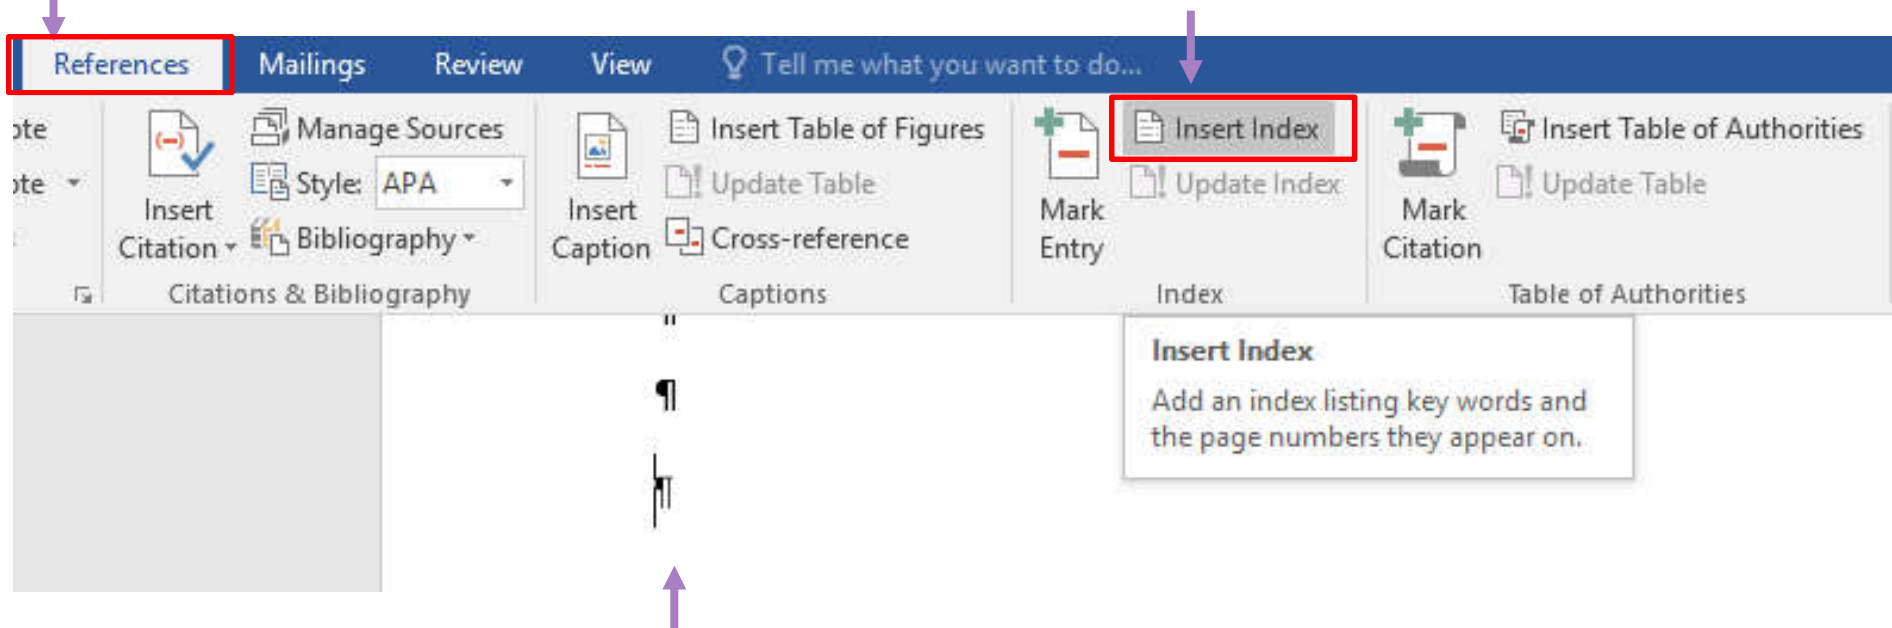 References Mailings Review View Tell me what you want to do...
ote Manage Sources Insert Table of Figures Insert Index Insert Table of Authorities
ote Style: APA Update Table Update Index Update Table
Insert Citation Bibliography Insert Caption Cross-reference Mark Entry Mark Citation
Citations & Bibliography Captions Index Table of Authorities
¶
¶
Insert Index
Add an index listing key words and
the page numbers they appear on.